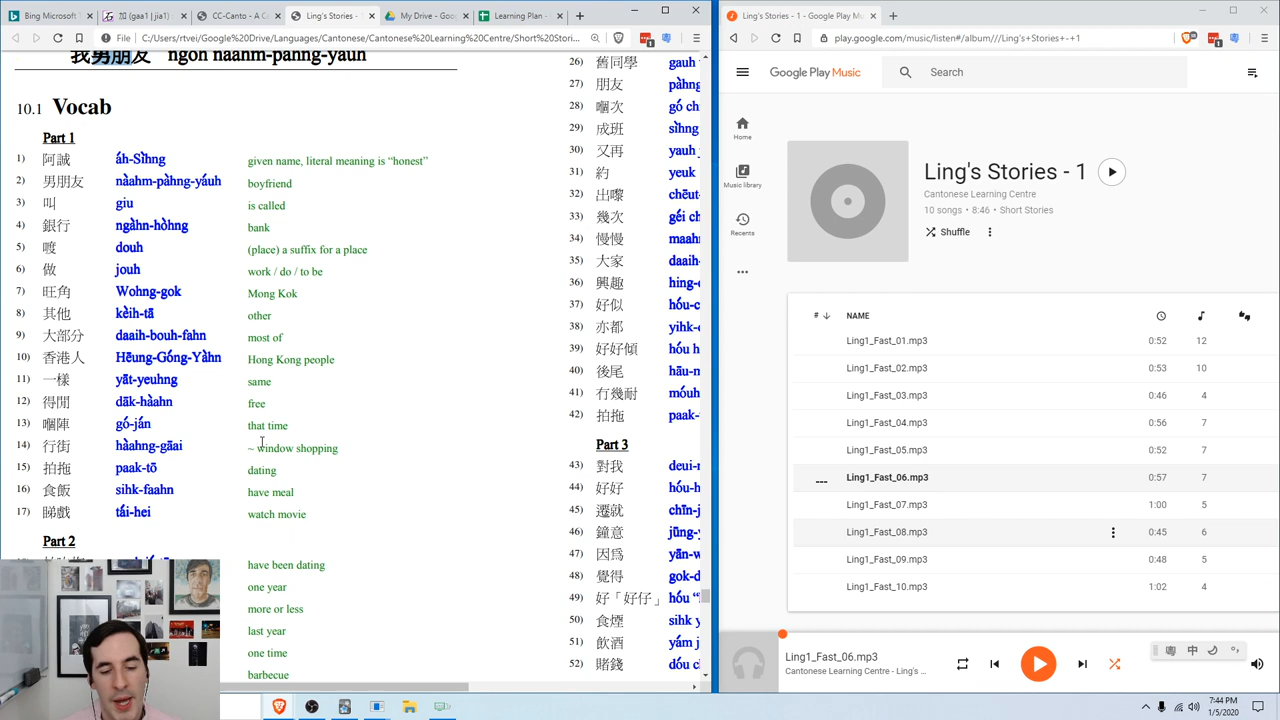 Microsoft Bing
(gaa1 jia1)
CC-Canto - A
Ling's Stories -
My Drive - Goog
Learning Plan -
File
C:/Users/rtvei/Google%20Drive/Languages/Cantonese/Cantonese%20Learning%20Centre/Short%20Stori...
我男朋友 ngóh nàahm-pàhng-yáuh
10.1 Vocab
Part 1
1) 阿誠 áh-Sìhng given name, literal meaning is “honest”
2) 男朋友 nàahm-pàhng-yáuh boyfriend
3) 叫 giu is called
4) 銀行 ngàhn-hòhng bank
5) 喥 douh (place) a suffix for a place
6) 做 jouh work / do / to be
7) 旺角 Wohng-gok Mong Kok
8) 其他 kèih-tā other
9) 大部分 daaih-bouh-fahn most of
10) 香港人 Hēung-Góng-Yàhn Hong Kong people
11) 一樣 yāt-yeuhng same
12) 得閒 dāk-hàahn free
13) 嗰陣 gó-ján that time
14) 行街 hàahng-gāai ~ window shopping
15) 拍拖 paak-tō dating
16) 食飯 sihk-faahn have meal
17) 睇戲 tái-hei watch movie
Part 2
have been dating
one year
more or less
last year
one time
barbecue
26) 舊同學 gauh
27) 朋友 pàhng
28) 嗰次 gó ch
29) 成班 sìhng
30) 又再 yauh
31) 約 yeuk
32) 出嚟 chēut-
33) 幾次 géi ch
34) 慢慢 maahn
35) 大家 daaih-
36) 興趣 hing-
37) 好似 hóu-c
38) 亦都 yihk-
39) 好好傾 hóu h
40) 後尾 hāu-m
41) 冇幾耐 móuh
42) 拍拖 paak-
Part 3
43) 對我 deui-
44) 好好 hóu-h
45) 遷就 chīn-j
46) 鍾意 jūng-
47) 因為 yān-w
48) 覺得 gok-d
49) 好「好仔」 hóu “
50) 食煙 sihk y
51) 飲酒 yám j
52) 賭錢 dóu c
Ling's Stories - 1
play.google.com/music/listen#/album///Ling's+Stories+-+1
Google Play Music
Search
Home
Music library
Recents
Ling's Stories - 1
Cantonese Learning Centre
10 songs • 8:46 • Short Stories
Shuffle
# NAME
Ling1_Fast_01.mp3 0:52 12
Ling1_Fast_02.mp3 0:53 10
Ling1_Fast_03.mp3 0:46 4
Ling1_Fast_04.mp3 0:56 7
Ling1_Fast_05.mp3 0:52 7
Ling1_Fast_06.mp3 0:57 7
Ling1_Fast_07.mp3 1:00 5
Ling1_Fast_08.mp3 0:45 6
Ling1_Fast_09.mp3 0:48 5
Ling1_Fast_10.mp3 1:02 4
Ling1_Fast_06.mp3
Cantonese Learning Centre - Ling's ...
中
7:44 PM
1/5/2020